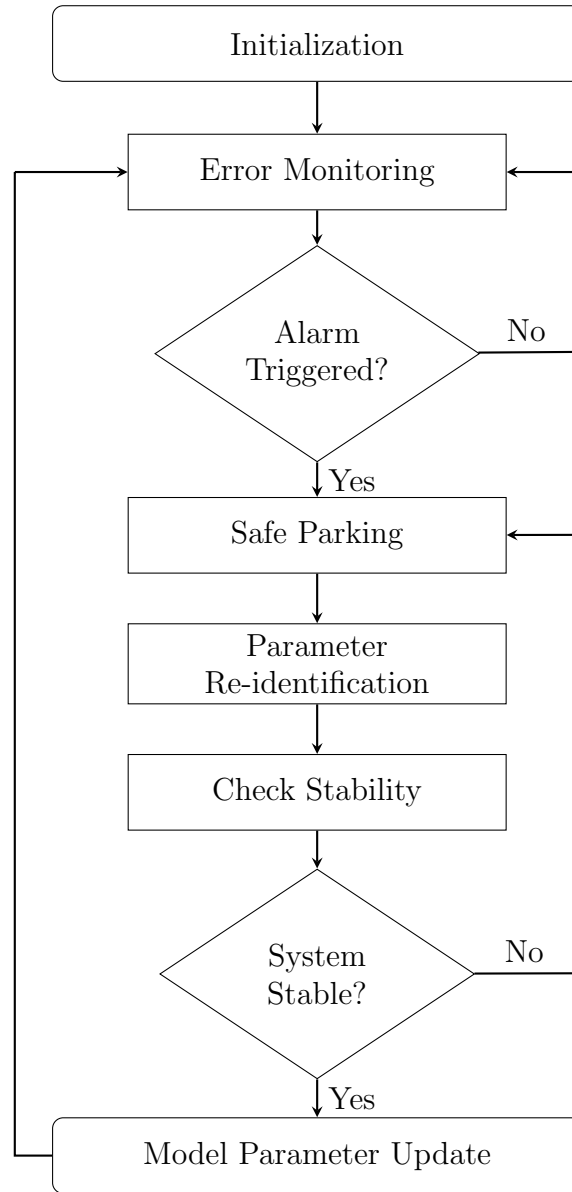 Initialization
Error Monitoring
Alarm
Triggered?
No
Yes
Safe Parking
Parameter
Re-identification
Check Stability
System
Stable?
No
Yes
Model Parameter Update